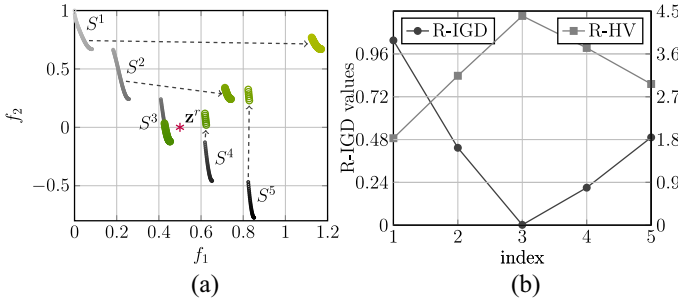 1
0.5
0
−0.5
f₂
S¹
S²
S³
zʳ
S⁴
S⁵
0 0.2 0.4 0.6 0.8 1 1.2
f₁
(a)
R-IGD R-HV
0.96
0.72
0.48
0.24
0
R-IGD values
4.5
3.6
2.7
1.8
0.9
0
1 2 3 4 5
index
(b)